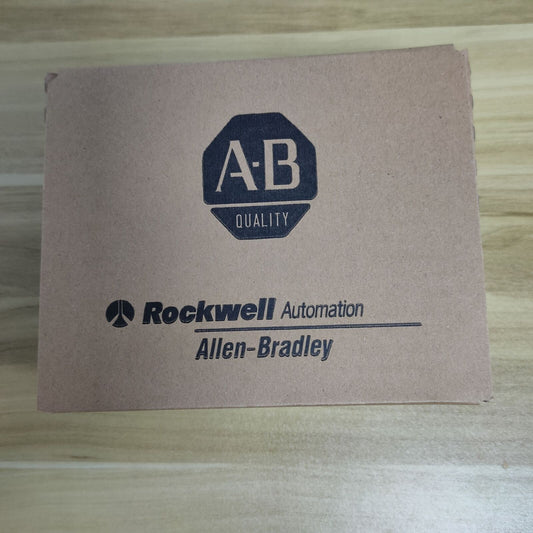 A-B
QUALITY
Rockwell Automation
Allen-Bradley